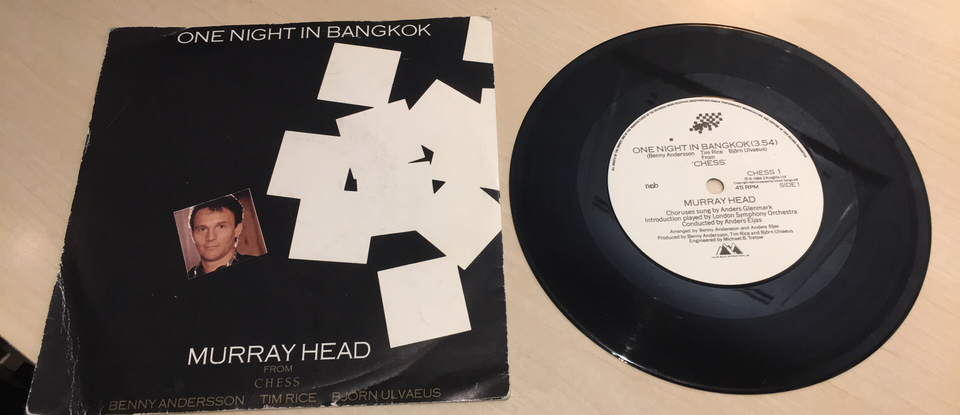 ONE NIGHT IN BANGKOK
MURRAY HEAD
FROM
CHESS
BENNY ANDERSSON TIM RICE BJÖRN ULVAEUS
ONE NIGHT IN BANGKOK (3.54)
(Benny Andersson Tim Rice Björn Ulvaeus)
From
'CHESS'
CHESS 1
ncb
45 RPM
SIDE 1
MURRAY HEAD
Choruses sung by Anders Glenmark
Introduction played by London Symphony Orchestra
Conducted by Anders Eljas
Arranged by Benny Andersson and Anders Eljas
Produced by Benny Andersson, Tim Rice and Björn Ulvaeus
Engineered by Michael B. Tretow